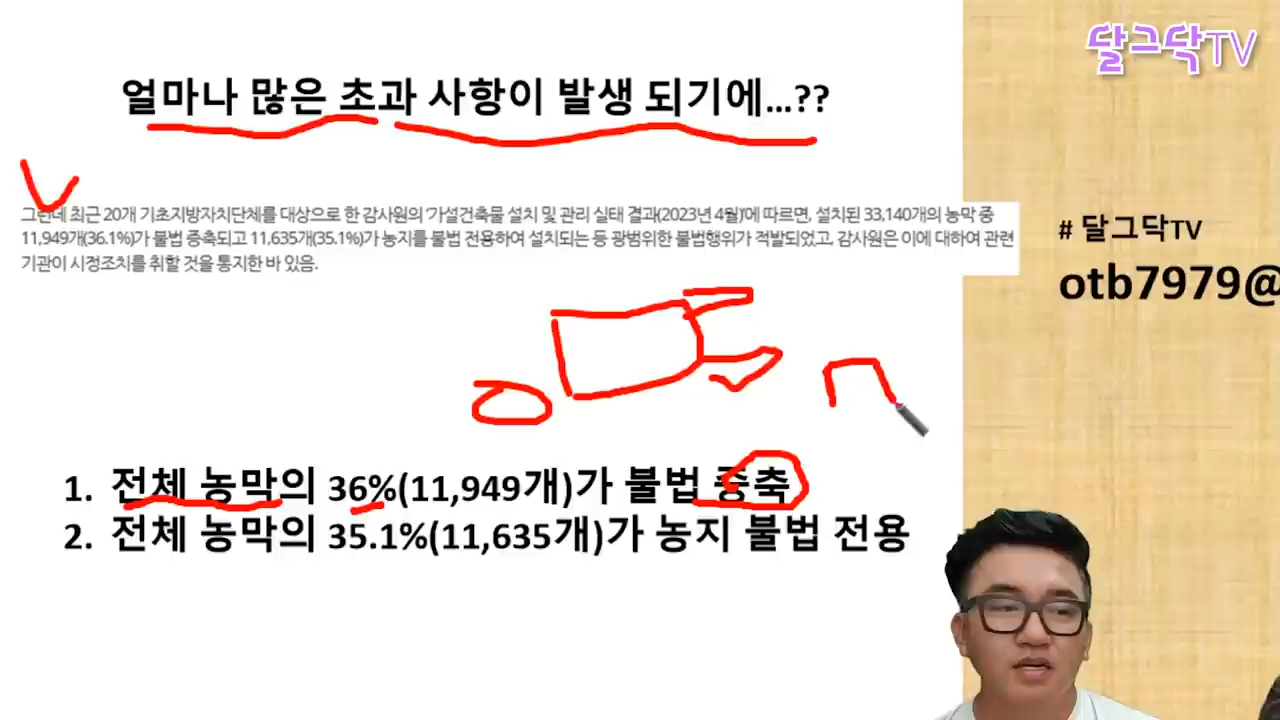 달그닥TV
얼마나 많은 초과 사항이 발생 되기에...??
그런데 최근 20개 기초지방자치단체를 대상으로 한 감사원의 '가설건축물 설치 및 관리 실태 결과(2023년 4월)'에 따르면, 설치된 33,140개의 농막 중
11,949개(36.1%)가 불법 증축되고 11,635개(35.1%)가 농지를 불법 전용하여 설치되는 등 광범위한 불법행위가 적발되었고, 감사원은 이에 대하여 관련
기관이 시정조치를 취할 것을 통지한 바 있음.
# 달그닥TV
otb7979@
1. 전체 농막의 36%(11,949개)가 불법 증축
2. 전체 농막의 35.1%(11,635개)가 농지 불법 전용